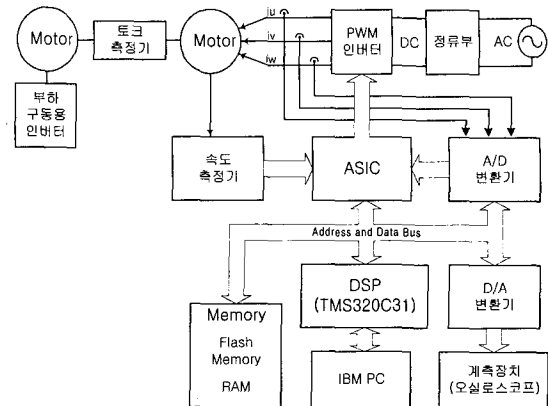 Motor
토크
측정기
Motor
iu
iv
iw
PWM
인버터
DC
정류부
AC
부하
구동용
인버터
속도
측정기
ASIC
A/D
변환기
Address and Data Bus
Memory
Flash
Memory
RAM
DSP
(TMS320C31)
D/A
변환기
IBM PC
계측장치
(오실로스코프)